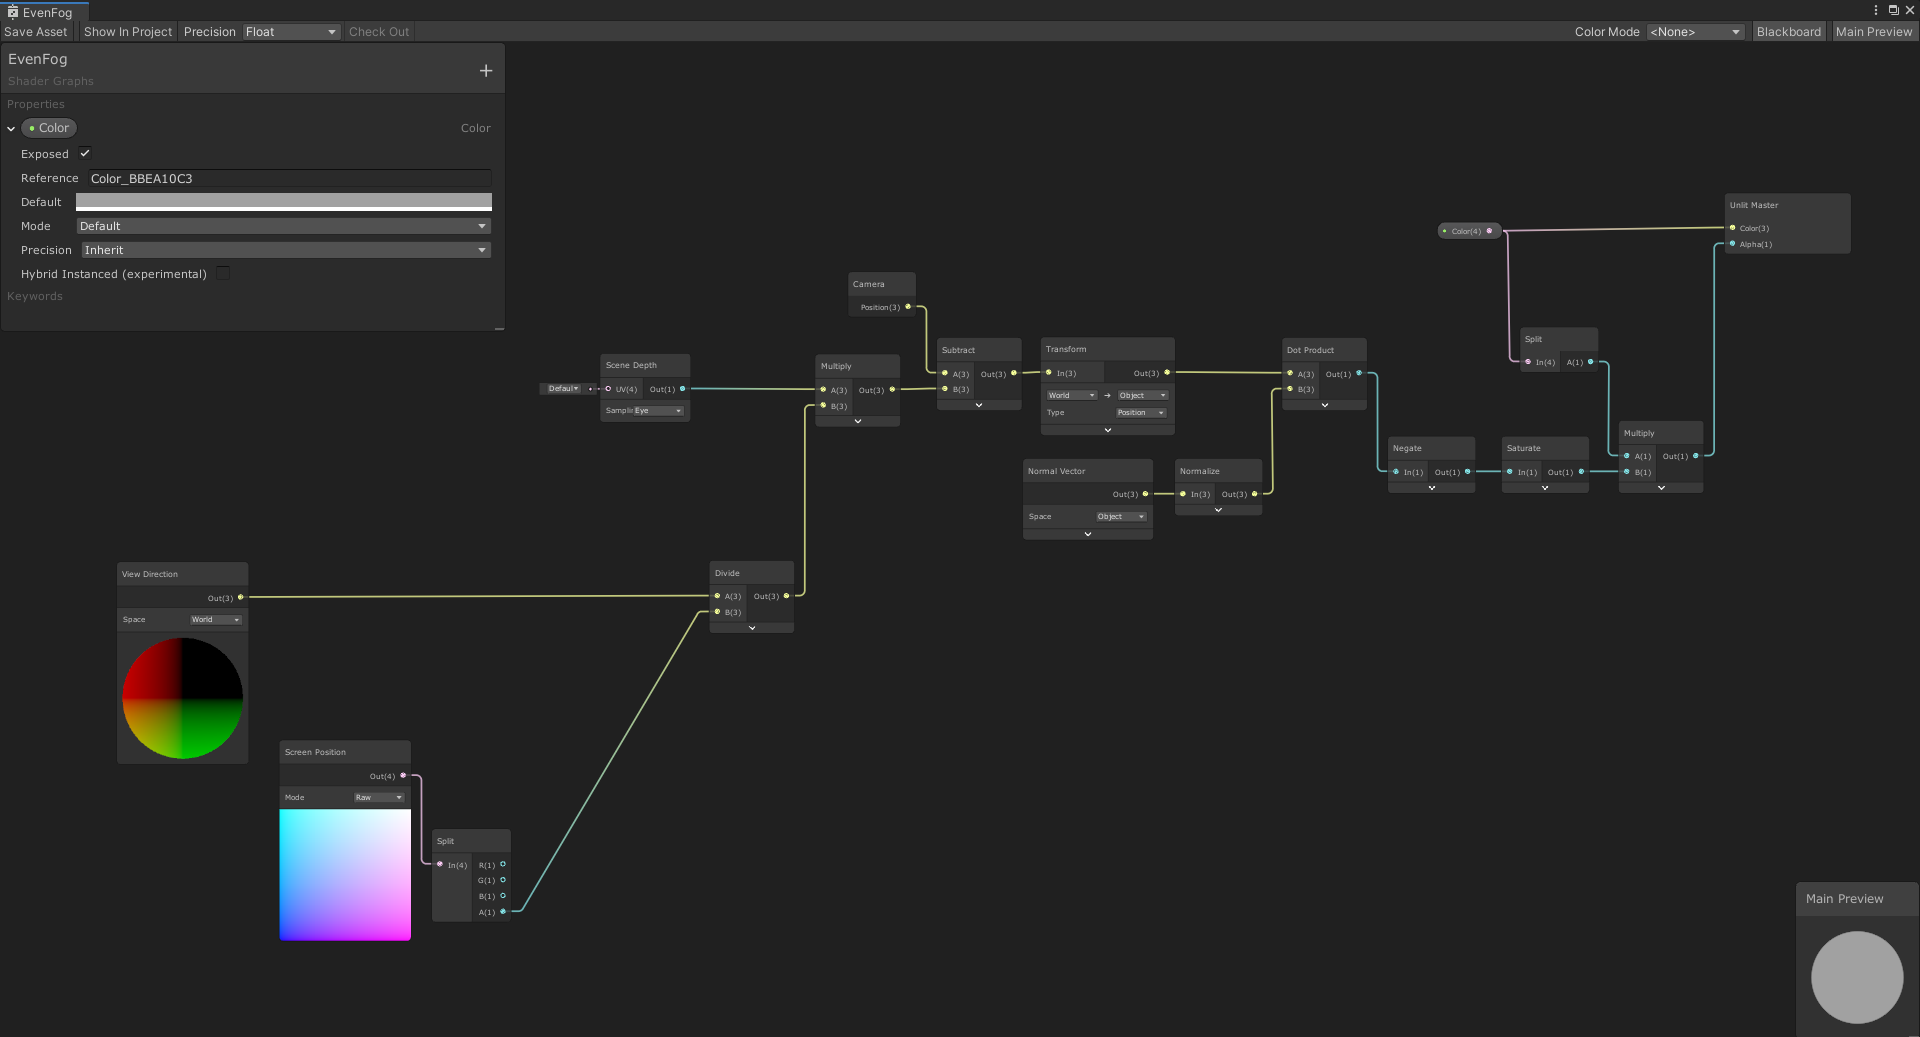 EvenFog
Save Asset Show In Project Precision Float Check Out Color Mode <None> Blackboard Main Preview
EvenFog
Shader Graphs
Properties
Color Color
Exposed
Reference Color_BBEA10C3
Default
Mode Default
Precision Inherit
Hybrid Instanced (experimental)
Keywords
Color(4)
Unlit Master
Color(3)
Alpha(1)
Camera
Position(3)
Split
In(4) A(1)
Scene Depth
Defaul UV(4) Out(1)
Samplin Eye
Multiply
A(3) Out(3)
B(3)
Subtract
A(3) Out(3)
B(3)
Transform
In(3) Out(3)
World Object
Type Position
Dot Product
A(3) Out(1)
B(3)
Normal Vector
Out(3)
Space Object
Normalize
In(3) Out(3)
Negate
In(1) Out(1)
Saturate
In(1) Out(1)
Multiply
A(1) Out(1)
B(1)
View Direction
Out(3)
Space World
Divide
A(3) Out(3)
B(3)
Screen Position
Out(4)
Mode Raw
Split
In(4) R(1)
G(1)
B(1)
A(1)
Main Preview